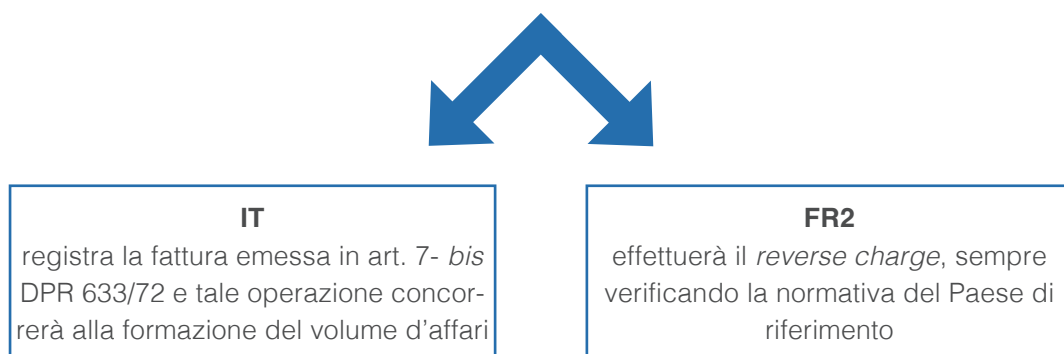 IT
registra la fattura emessa in art. 7- bis
DPR 633/72 e tale operazione concor-
rerà alla formazione del volume d'affari
FR2
effettuerà il reverse charge, sempre
verificando la normativa del Paese di
riferimento